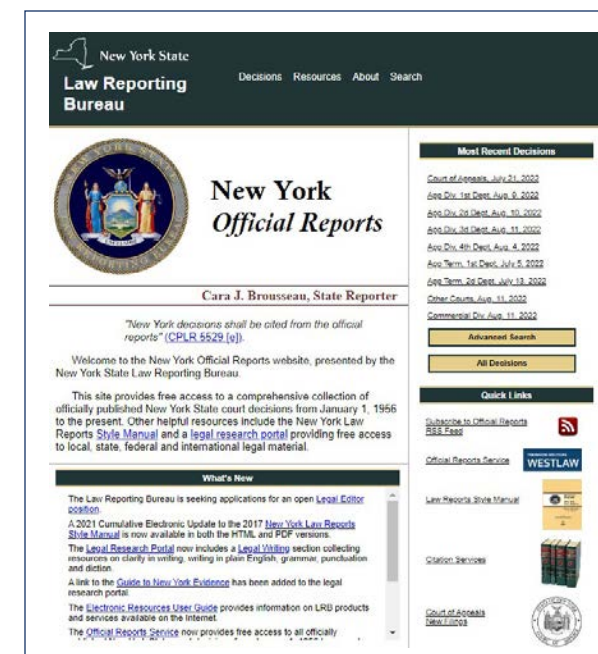 New York State
Law Reporting
Bureau
Decisions Resources About Search
New York
Official Reports
Cara J. Brousseau, State Reporter
"New York decisions shall be cited from the official
reports" (CPLR 5529 [e]).
Welcome to the New York Official Reports website, presented by the
New York State Law Reporting Bureau.
This site provides free access to a comprehensive collection of
officially published New York State court decisions from January 1, 1956
to the present. Other helpful resources include the New York Law
Reports Style Manual and a legal research portal providing free access
to local, state, federal and international legal material.
What's New
The Law Reporting Bureau is seeking applications for an open Legal Editor
position.
A 2021 Cumulative Electronic Update to the 2017 New York Law Reports
Style Manual is now available in both the HTML and PDF versions.
The Legal Research Portal now includes a Legal Writing section collecting
resources on clarity in writing, writing in plain English, grammar, punctuation
and diction.
A link to the Guide to New York Evidence has been added to the legal
research portal.
The Electronic Resources User Guide provides information on LRB products
and services available on the Internet.
The Official Reports Service now provides free access to all officially
Most Recent Decisions
Court of Appeals, July 21, 2022
App Div, 1st Dept, Aug. 9, 2022
App Div, 2d Dept, Aug. 10, 2022
App Div, 3d Dept, Aug. 11, 2022
App Div, 4th Dept, Aug. 4, 2022
App Term, 1st Dept, July 5, 2022
App Term, 2d Dept, July 13, 2022
Other Courts, Aug. 11, 2022
Commercial Div, Aug. 11, 2022
Advanced Search
All Decisions
Quick Links
Subscribe to Official Reports
RSS Feed
Official Reports Service
WESTLAW
Law Reports Style Manual
Citation Services
Court of Appeals
New Filings